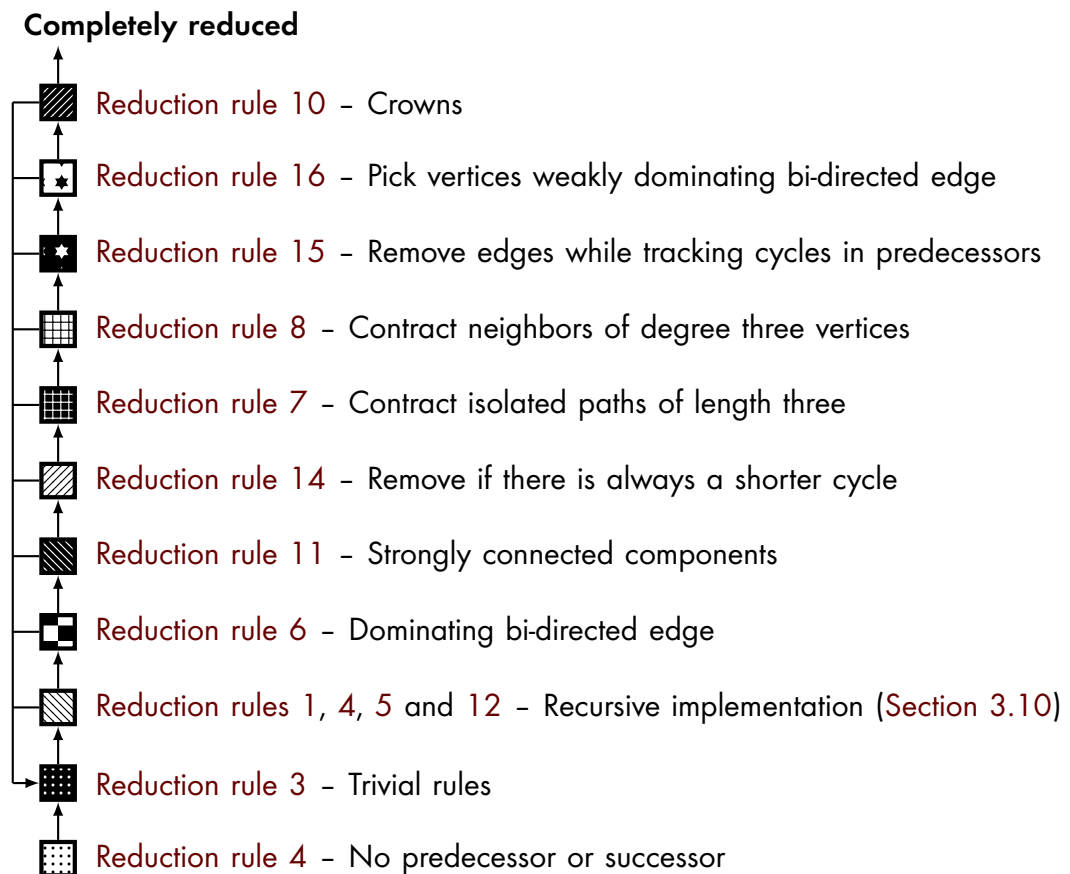 Completely reduced
Reduction rule 10 – Crowns
Reduction rule 16 – Pick vertices weakly dominating bi-directed edge
Reduction rule 15 – Remove edges while tracking cycles in predecessors
Reduction rule 8 – Contract neighbors of degree three vertices
Reduction rule 7 – Contract isolated paths of length three
Reduction rule 14 – Remove if there is always a shorter cycle
Reduction rule 11 – Strongly connected components
Reduction rule 6 – Dominating bi-directed edge
Reduction rules 1, 4, 5 and 12 – Recursive implementation (Section 3.10)
Reduction rule 3 – Trivial rules
Reduction rule 4 – No predecessor or successor